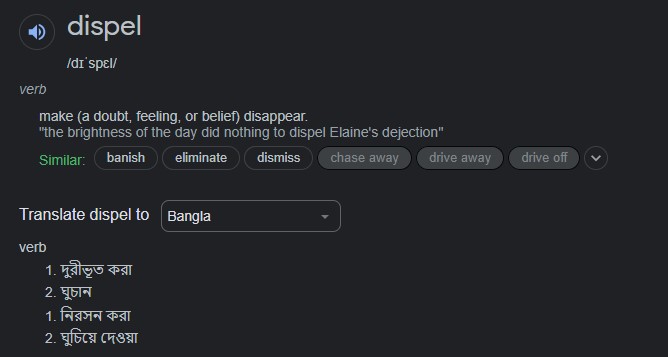 dispel
/dɪˈspɛl/
verb
make (a doubt, feeling, or belief) disappear.
"the brightness of the day did nothing to dispel Elaine's dejection"
Similar: banish eliminate dismiss chase away drive away drive off
Translate dispel to Bangla
verb
1. দুরীভূত করা
2. ঘুচান
1. নিরসন করা
2. ঘুচিয়ে দেওয়া